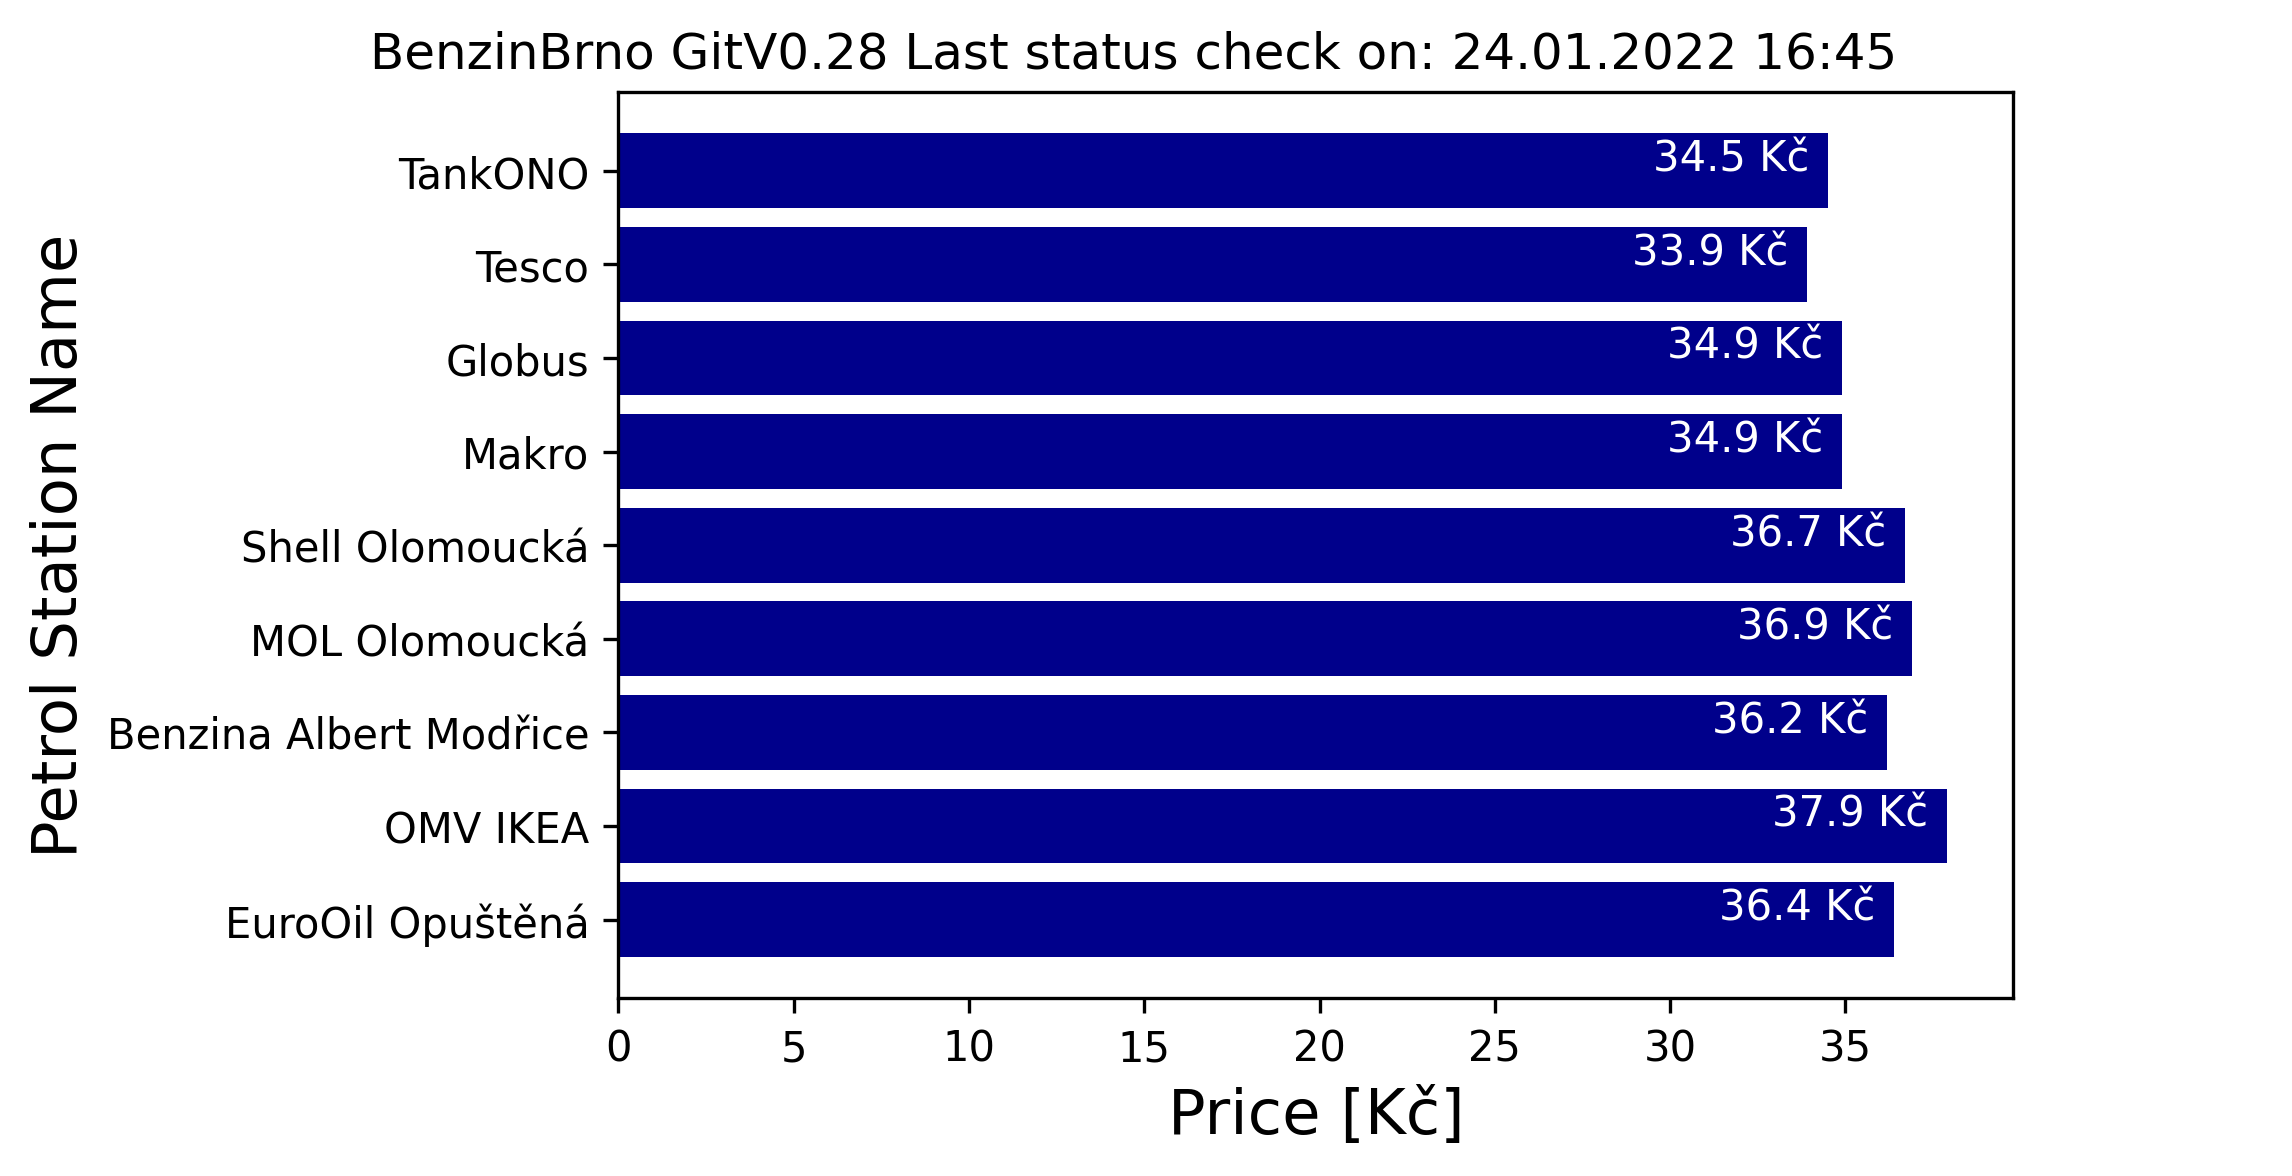 BenzinBrno GitV0.28 Last status check on: 24.01.2022 16:45
Petrol Station Name
TankONO 34.5 Kč
Tesco 33.9 Kč
Globus 34.9 Kč
Makro 34.9 Kč
Shell Olomoucká 36.7 Kč
MOL Olomoucká 36.9 Kč
Benzina Albert Modřice 36.2 Kč
OMV IKEA 37.9 Kč
EuroOil Opuštěná 36.4 Kč
0 5 10 15 20 25 30 35
Price [Kč]